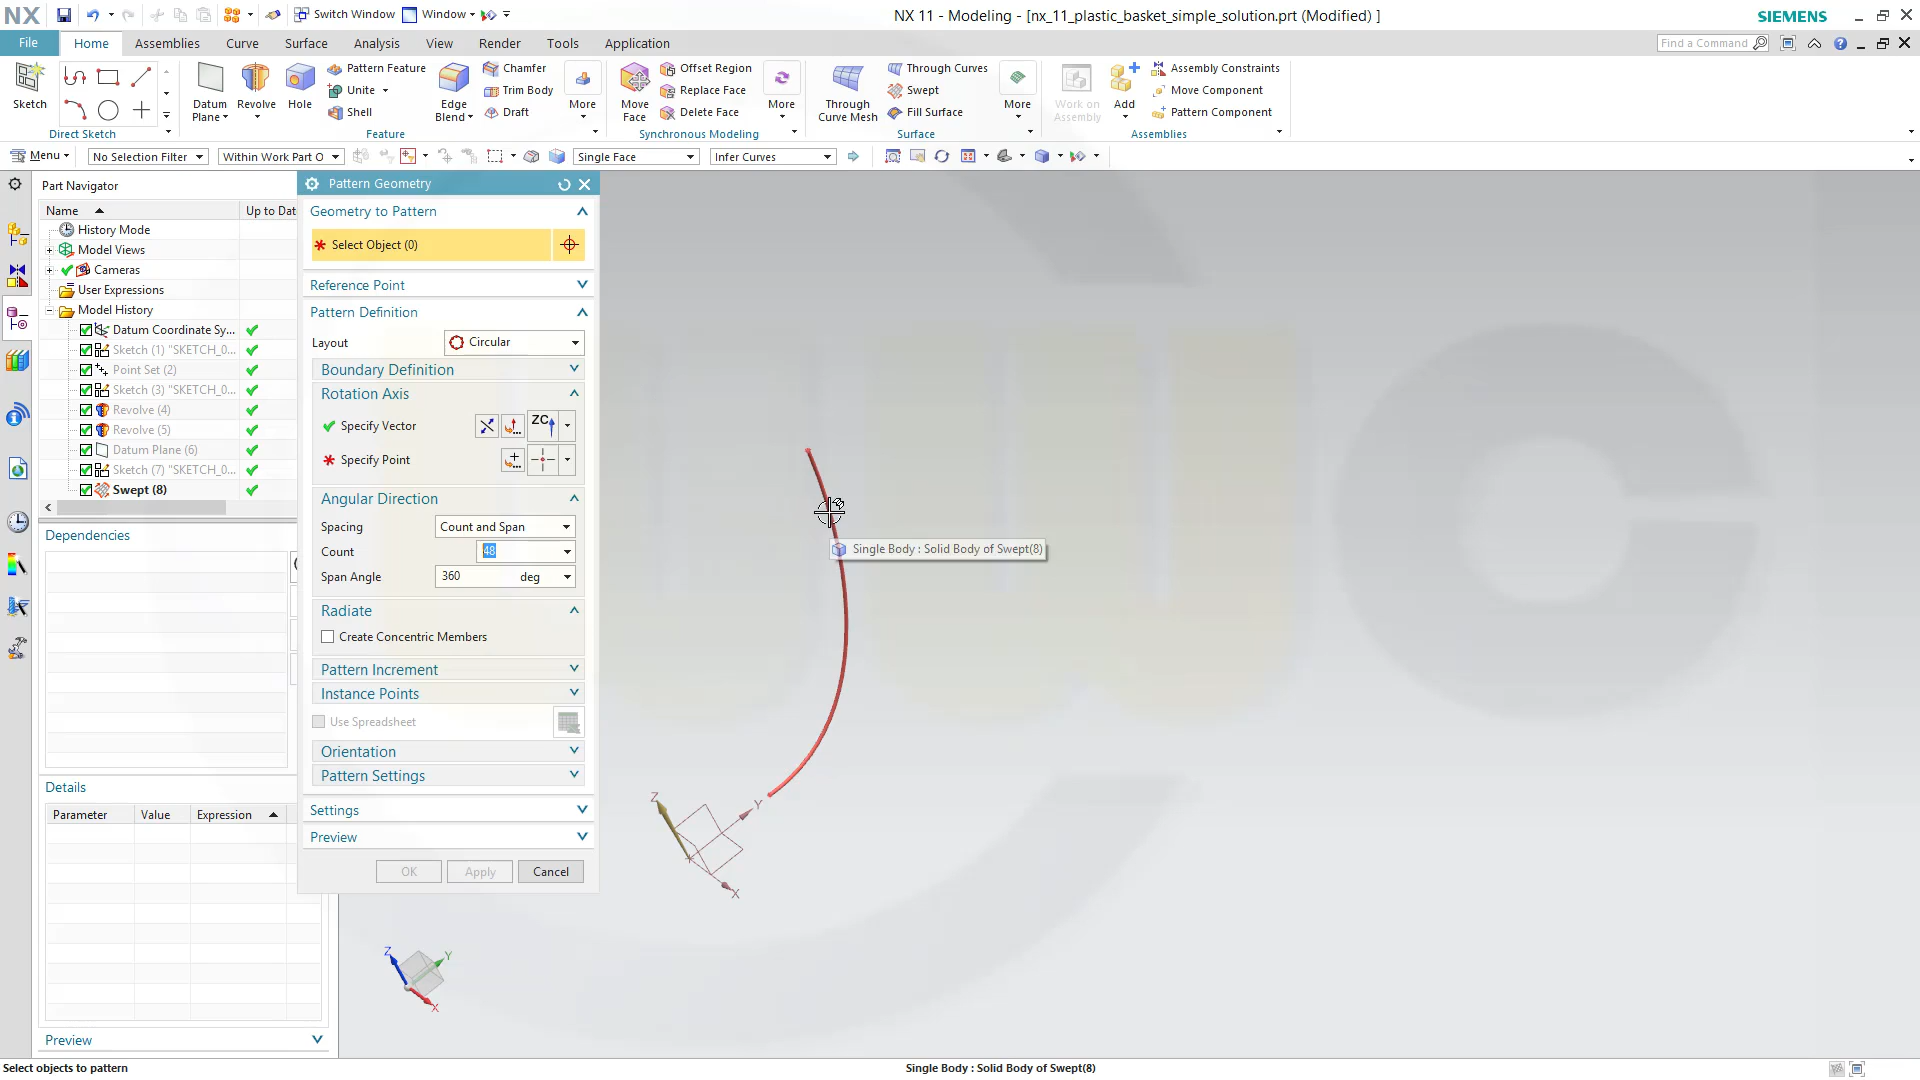 NX
Switch Window
Window
NX 11 - Modeling - [nx_11_plastic_basket_simple_solution.prt (Modified) ]
SIEMENS
File
Home
Assemblies
Curve
Surface
Analysis
View
Render
Tools
Application
Find a Command
Sketch
Direct Sketch
Datum
Plane
Revolve
Hole
Pattern Feature
Unite
Shell
Edge
Blend
Chamfer
Trim Body
Draft
More
Feature
Move
Face
Offset Region
Replace Face
Delete Face
More
Synchronous Modeling
Through
Curve Mesh
Through Curves
Swept
Fill Surface
More
Surface
Work on
Assembly
Add
Assembly Constraints
Move Component
Pattern Component
Assemblies
Menu
No Selection Filter
Within Work Part O
Single Face
Infer Curves
Part Navigator
Name
Up to Dat
History Mode
Model Views
Cameras
User Expressions
Model History
Datum Coordinate Sy...
Sketch (1) "SKETCH_0...
Point Set (2)
Sketch (3) "SKETCH_0...
Revolve (4)
Revolve (5)
Datum Plane (6)
Sketch (7) "SKETCH_0...
Swept (8)
Dependencies
Details
Parameter
Value
Expression
Preview
Pattern Geometry
Geometry to Pattern
Select Object (0)
Reference Point
Pattern Definition
Layout
Circular
Boundary Definition
Rotation Axis
Specify Vector
ZC
Specify Point
Angular Direction
Spacing
Count and Span
Count
48
Span Angle
360
deg
Radiate
Create Concentric Members
Pattern Increment
Instance Points
Use Spreadsheet
Orientation
Pattern Settings
Settings
Preview
OK
Apply
Cancel
Single Body : Solid Body of Swept(8)
Z
Y
X
Z
Y
X
Select objects to pattern
Single Body : Solid Body of Swept(8)